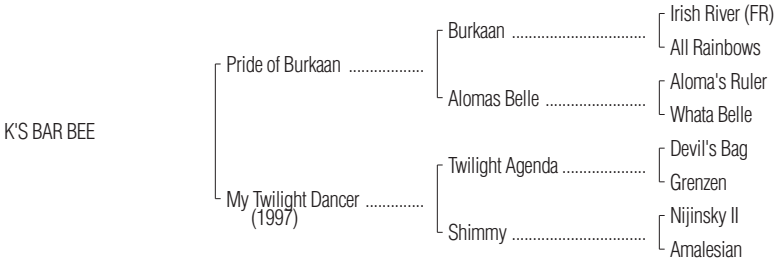 Irish River (FR)
Burkaan ................................
All Rainbows
Pride of Burkaan ..................
Aloma's Ruler
Alomas Belle ........................
Whata Belle
K'S BAR BEE
Devil's Bag
Twilight Agenda ....................
Grenzen
My Twilight Dancer ..............
(1997)
Nijinsky II
Shimmy ................................
Amalesian